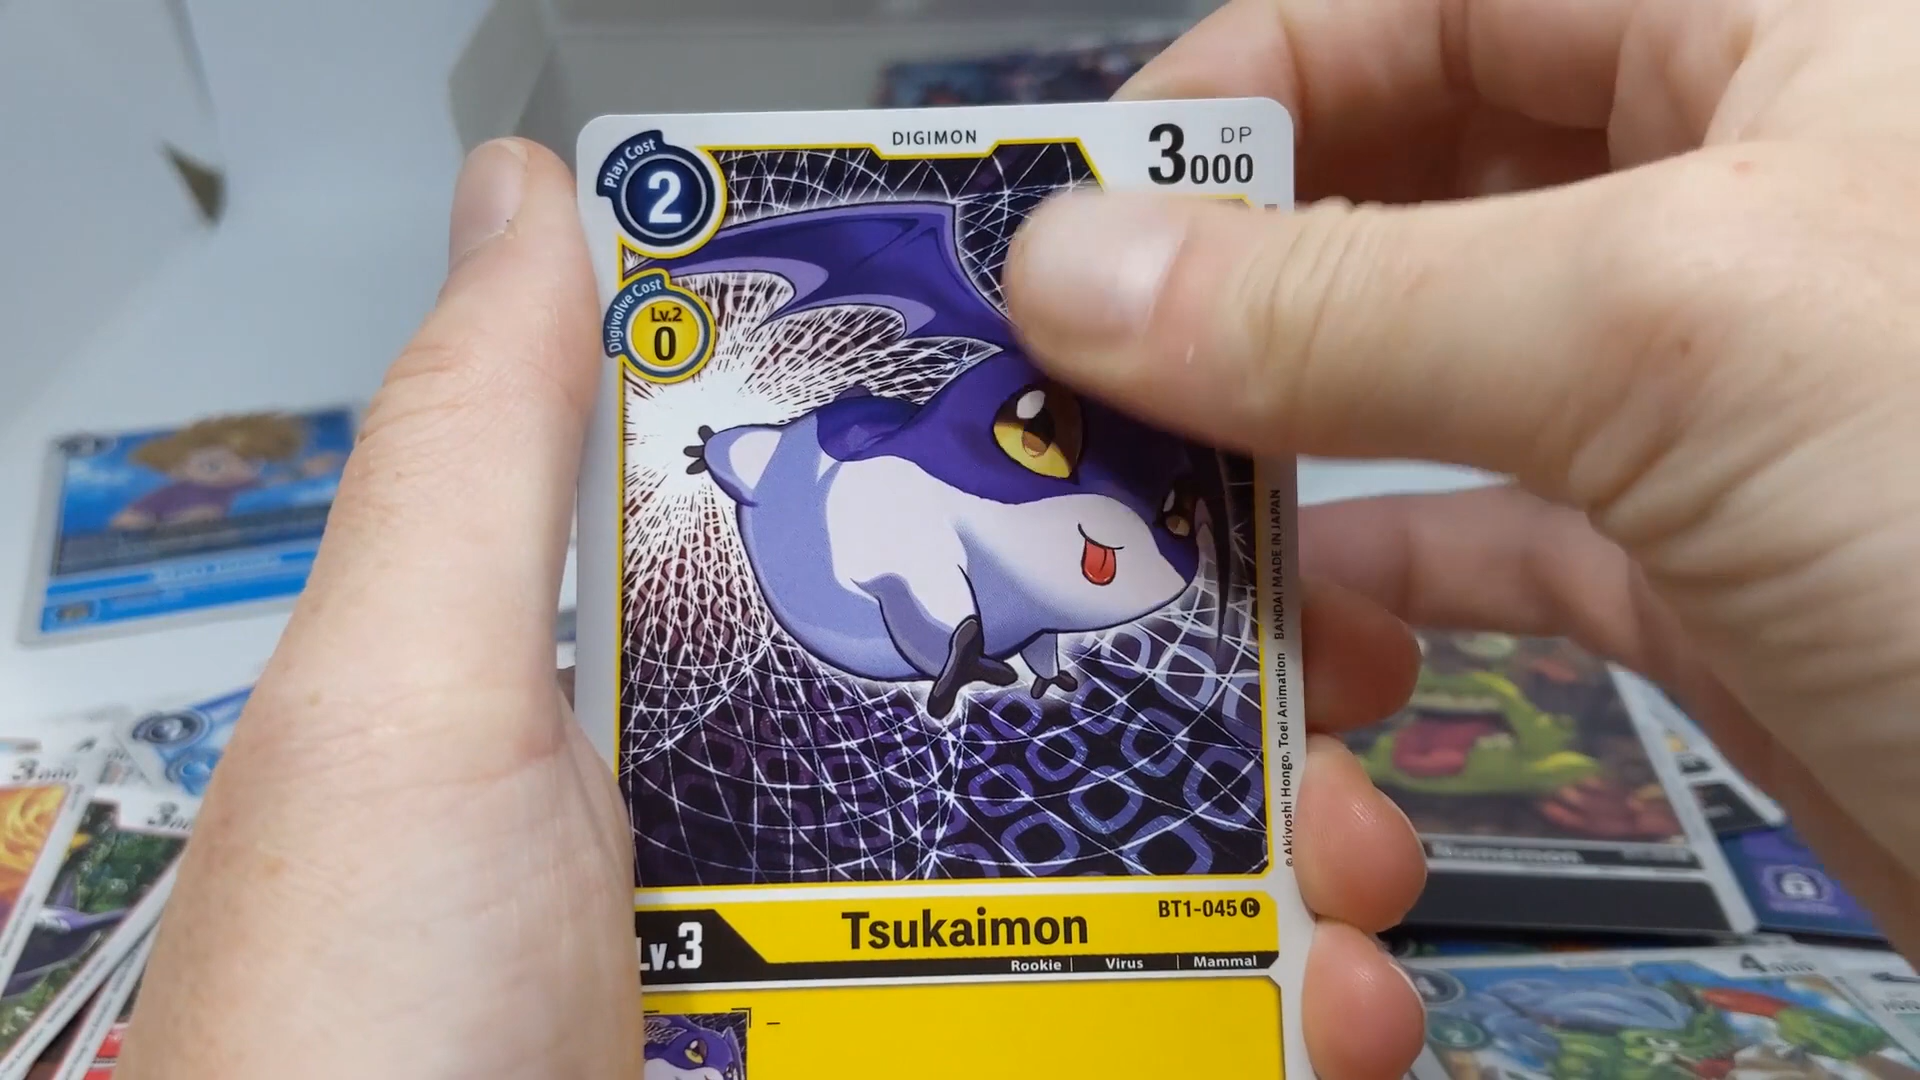 DIGIMON
Play Cost
2
3000
DP
Digivolve Cost
Lv.2
0
©Akiyoshi Hongo, Toei Animation BANDAI MADE IN JAPAN
Lv.3
Tsukaimon
BT1-045 C
Rookie | Virus | Mammal
3000